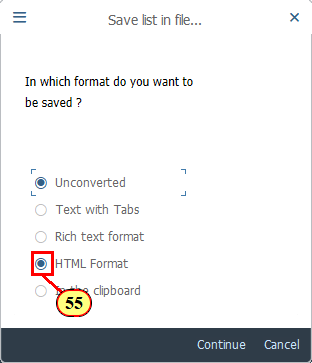 Save list in file...
In which format do you want to
be saved ?
Unconverted
Text with Tabs
Rich text format
HTML Format
the clipboard
55
Continue Cancel